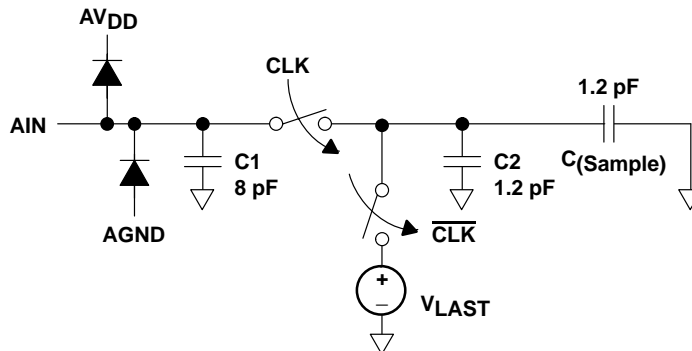 AVDD
CLK
1.2 pF
AIN
C1
8 pF
C2
1.2 pF
C(Sample)
AGND
CLK
+
−
VLAST